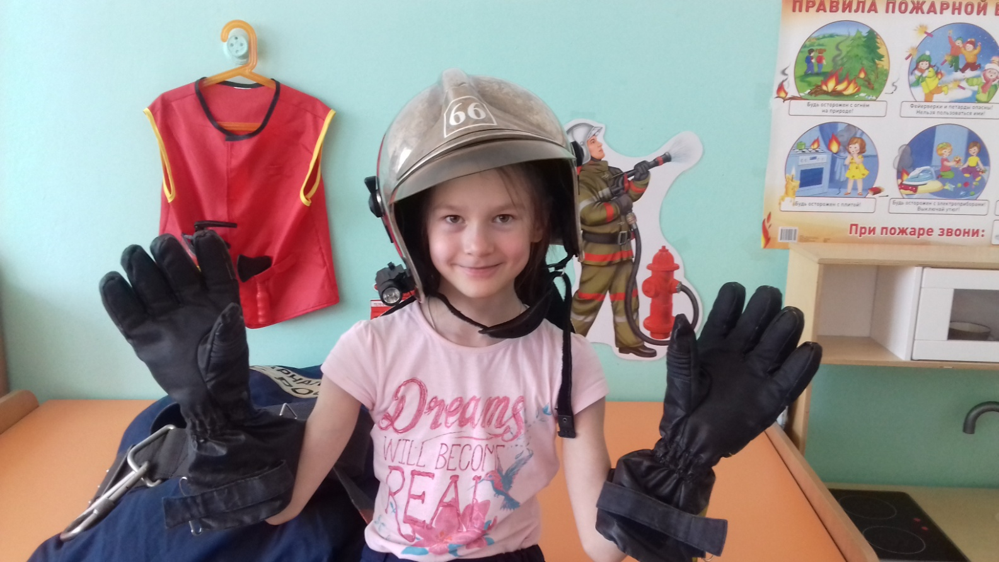 ПРАВИЛА ПОЖАРНОЙ
Будь осторожен с огнём
на природе!
Фейерверки и петарды опасны!
Нельзя пользоваться ими!
Будь осторожен с плитой!
Будь осторожен с электроприборами!
Выключай утюг!
При пожаре звони:
66
Dreams
WILL BECOME
REAL